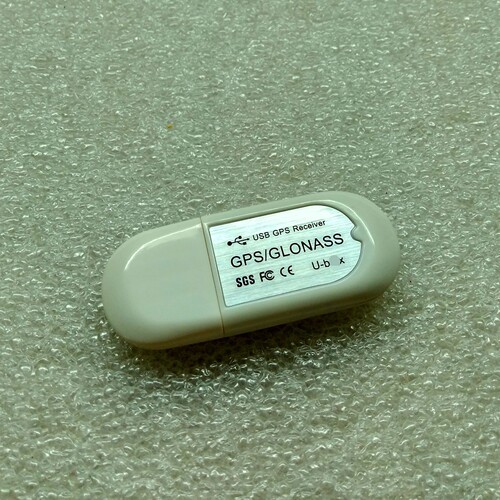 USB GPS Receiver
GPS/GLONASS
SGS FC CE U-b x